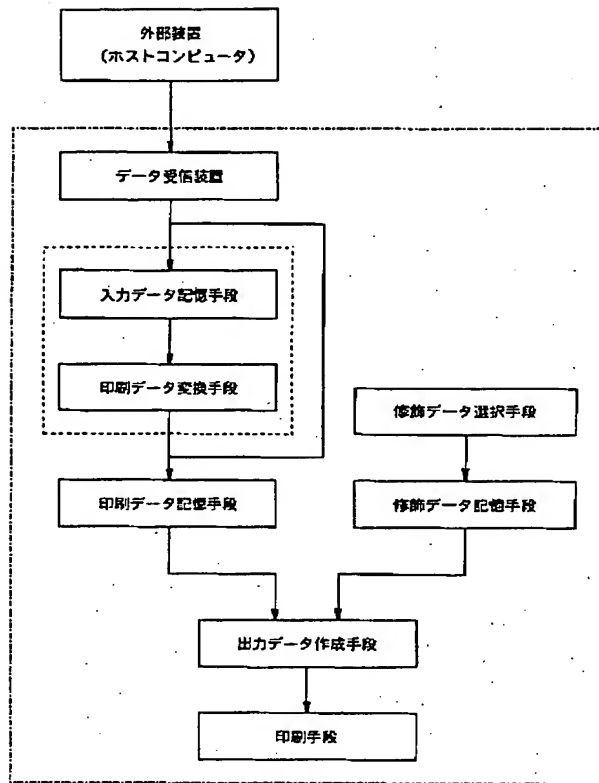 外部装置
(ホストコンピュータ)
データ受信装置
入力データ記憶手段
印刷データ変換手段
修飾データ選択手段
印刷データ記憶手段
修飾データ記憶手段
出力データ作成手段
印刷手段